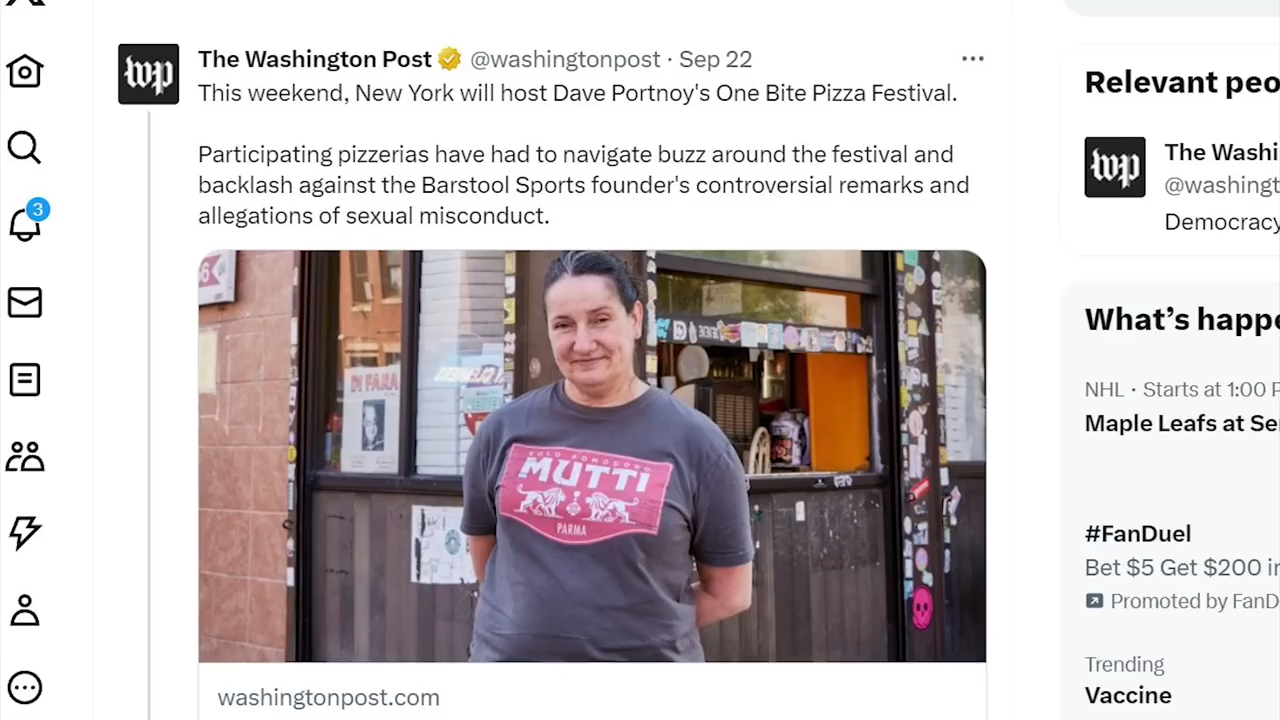 The Washington Post @washingtonpost · Sep 22
This weekend, New York will host Dave Portnoy's One Bite Pizza Festival.
Participating pizzerias have had to navigate buzz around the festival and
backlash against the Barstool Sports founder's controversial remarks and
allegations of sexual misconduct.
wp
3
DI FARA
SOLO POMODORO
MUTTI
PARMA
washingtonpost.com
Relevant peo
wp
The Washi
@washingt
Democracy
What's happe
NHL · Starts at 1:00 P
Maple Leafs at Se
#FanDuel
Bet $5 Get $200 i
Promoted by FanD
Trending
Vaccine